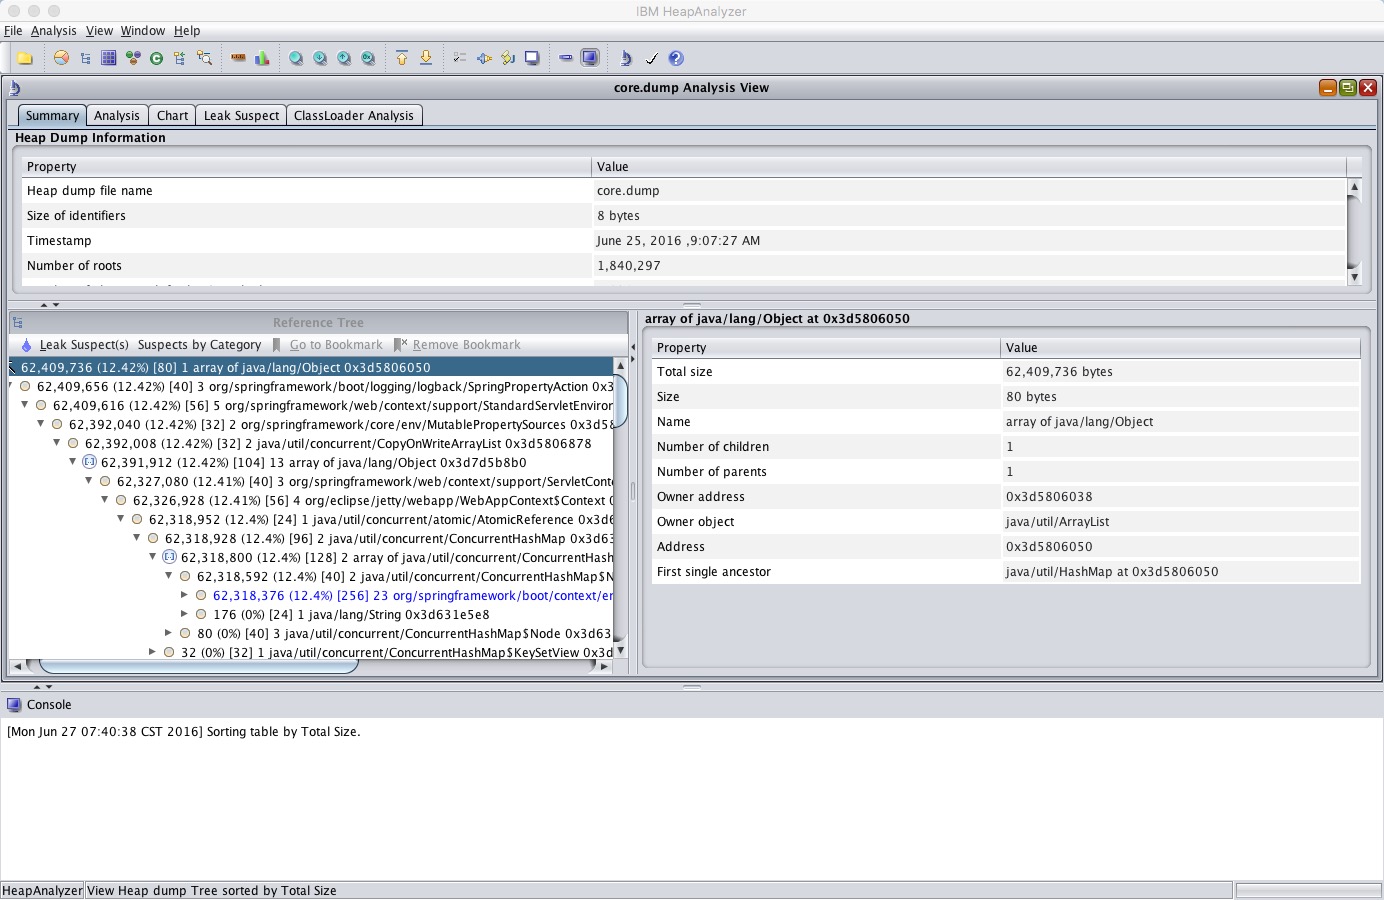 IBM HeapAnalyzer
File Analysis View Window Help
core.dump Analysis View
Summary Analysis Chart Leak Suspect ClassLoader Analysis
Heap Dump Information
Property Value
Heap dump file name core.dump
Size of identifiers 8 bytes
Timestamp June 25, 2016 ,9:07:27 AM
Number of roots 1,840,297
Reference Tree
Leak Suspect(s) Suspects by Category Go to Bookmark Remove Bookmark
62,409,736 (12.42%) [80] 1 array of java/lang/Object 0x3d5806050
62,409,656 (12.42%) [40] 3 org/springframework/boot/logging/logback/SpringPropertyAction 0x3
62,409,616 (12.42%) [56] 5 org/springframework/web/context/support/StandardServletEnviror
62,392,040 (12.42%) [32] 2 org/springframework/core/env/MutablePropertySources 0x3d58
62,392,008 (12.42%) [32] 2 java/util/concurrent/CopyOnWriteArrayList 0x3d5806878
62,391,912 (12.42%) [104] 13 array of java/lang/Object 0x3d7d5b8b0
62,327,080 (12.41%) [40] 3 org/springframework/web/context/support/ServletConte
62,326,928 (12.41%) [56] 4 org/eclipse/jetty/webapp/WebAppContext$Context 0
62,318,952 (12.4%) [24] 1 java/util/concurrent/atomic/AtomicReference 0x3d6
62,318,928 (12.4%) [96] 2 java/util/concurrent/ConcurrentHashMap 0x3d63
62,318,800 (12.4%) [128] 2 array of java/util/concurrent/ConcurrentHash
62,318,592 (12.4%) [40] 2 java/util/concurrent/ConcurrentHashMap$N
62,318,376 (12.4%) [256] 23 org/springframework/boot/context/er
176 (0%) [24] 1 java/lang/String 0x3d631e5e8
80 (0%) [40] 3 java/util/concurrent/ConcurrentHashMap$Node 0x3d63
32 (0%) [32] 1 java/util/concurrent/ConcurrentHashMap$KeySetView 0x3d
array of java/lang/Object at 0x3d5806050
Property Value
Total size 62,409,736 bytes
Size 80 bytes
Name array of java/lang/Object
Number of children 1
Number of parents 1
Owner address 0x3d5806038
Owner object java/util/ArrayList
Address 0x3d5806050
First single ancestor java/util/HashMap at 0x3d5806050
Console
[Mon Jun 27 07:40:38 CST 2016] Sorting table by Total Size.
HeapAnalyzer View Heap dump Tree sorted by Total Size